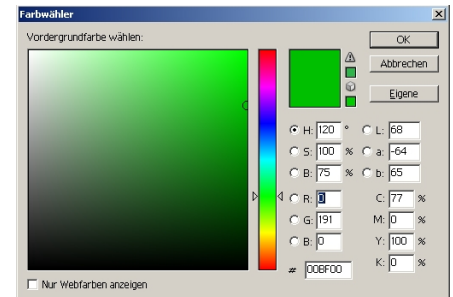 Farbwähler
Vordergrundfarbe wählen:
OK
Abbrechen
Eigene
H: 120 °
L: 68
S: 100 %
a: -64
B: 75 %
b: 65
R: 0
C: 77 %
G: 191
M: 0 %
B: 0
Y: 100 %
# 00BF00
K: 0 %
Nur Webfarben anzeigen